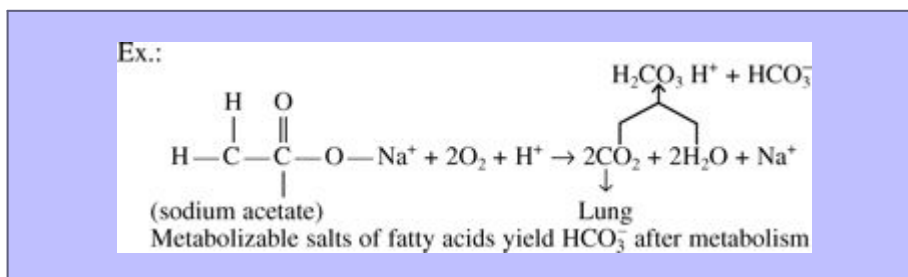 Ex.:
H₂CO₃ H⁺ + HCO₃⁻
H O
H—C—C—O—Na⁺ + 2O₂ + H⁺ → 2CO₂ + 2H₂O + Na⁺
(sodium acetate) Lung
Metabolizable salts of fatty acids yield HCO₃⁻ after metabolism